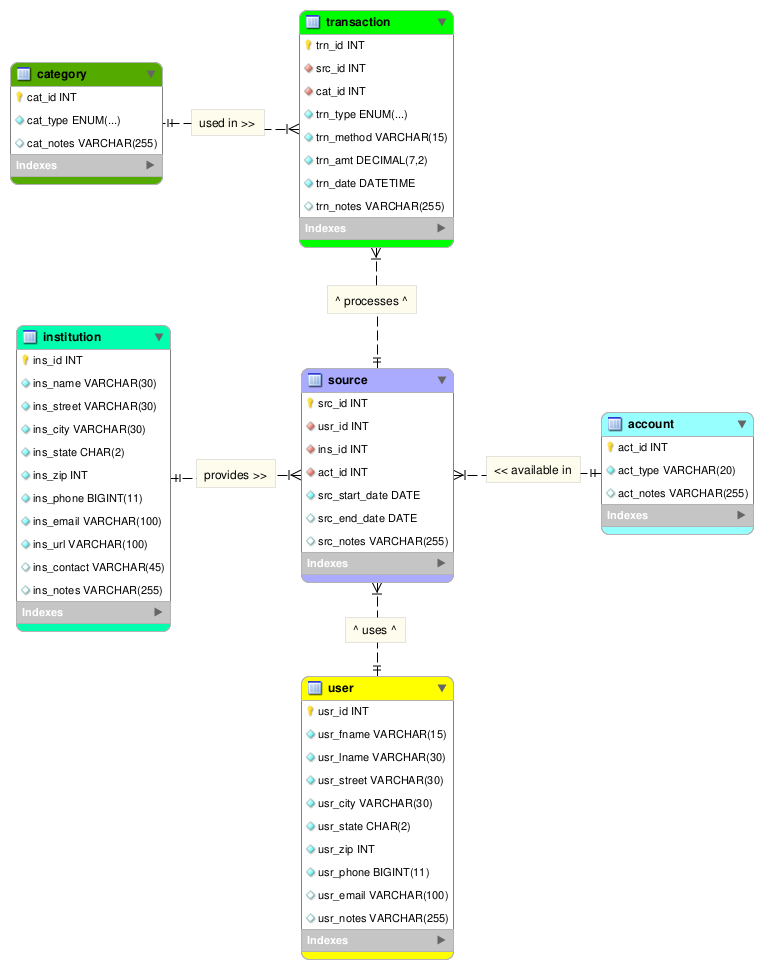 transaction
trn_id INT
src_id INT
cat_id INT
trn_type ENUM(...)
trn_method VARCHAR(15)
trn_amt DECIMAL(7,2)
trn_date DATETIME
trn_notes VARCHAR(255)
Indexes
category
cat_id INT
cat_type ENUM(...)
cat_notes VARCHAR(255)
Indexes
used in >>
^ processes ^
institution
ins_id INT
ins_name VARCHAR(30)
ins_street VARCHAR(30)
ins_city VARCHAR(30)
ins_state CHAR(2)
ins_zip INT
ins_phone BIGINT(11)
ins_email VARCHAR(100)
ins_url VARCHAR(100)
ins_contact VARCHAR(45)
ins_notes VARCHAR(255)
Indexes
provides >>
source
src_id INT
usr_id INT
ins_id INT
act_id INT
src_start_date DATE
src_end_date DATE
src_notes VARCHAR(255)
Indexes
<< available in
account
act_id INT
act_type VARCHAR(20)
act_notes VARCHAR(255)
Indexes
^ uses ^
user
usr_id INT
usr_fname VARCHAR(15)
usr_lname VARCHAR(30)
usr_street VARCHAR(30)
usr_city VARCHAR(30)
usr_state CHAR(2)
usr_zip INT
usr_phone BIGINT(11)
usr_email VARCHAR(100)
usr_notes VARCHAR(255)
Indexes